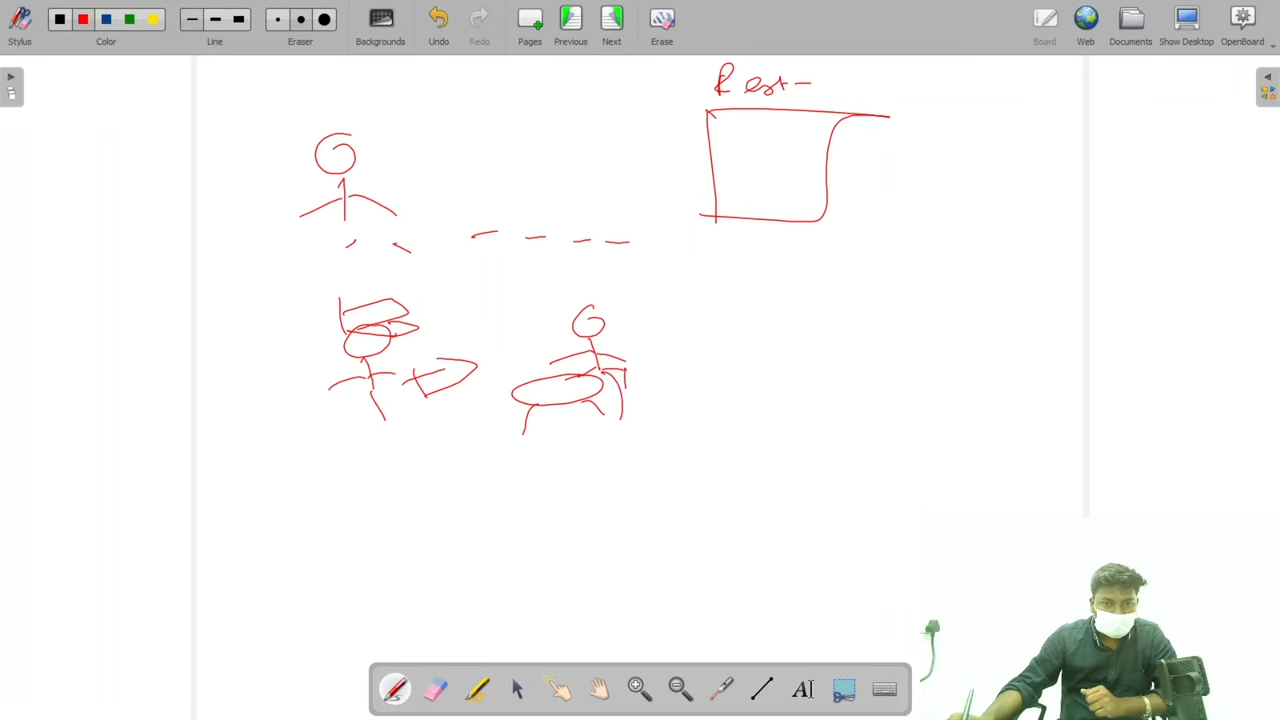 Stylus
Color
Line
Eraser
Backgrounds
Undo
Redo
Pages
Previous
Next
Erase
Board
Web
Documents
Show Desktop
OpenBoard
Rest-
A